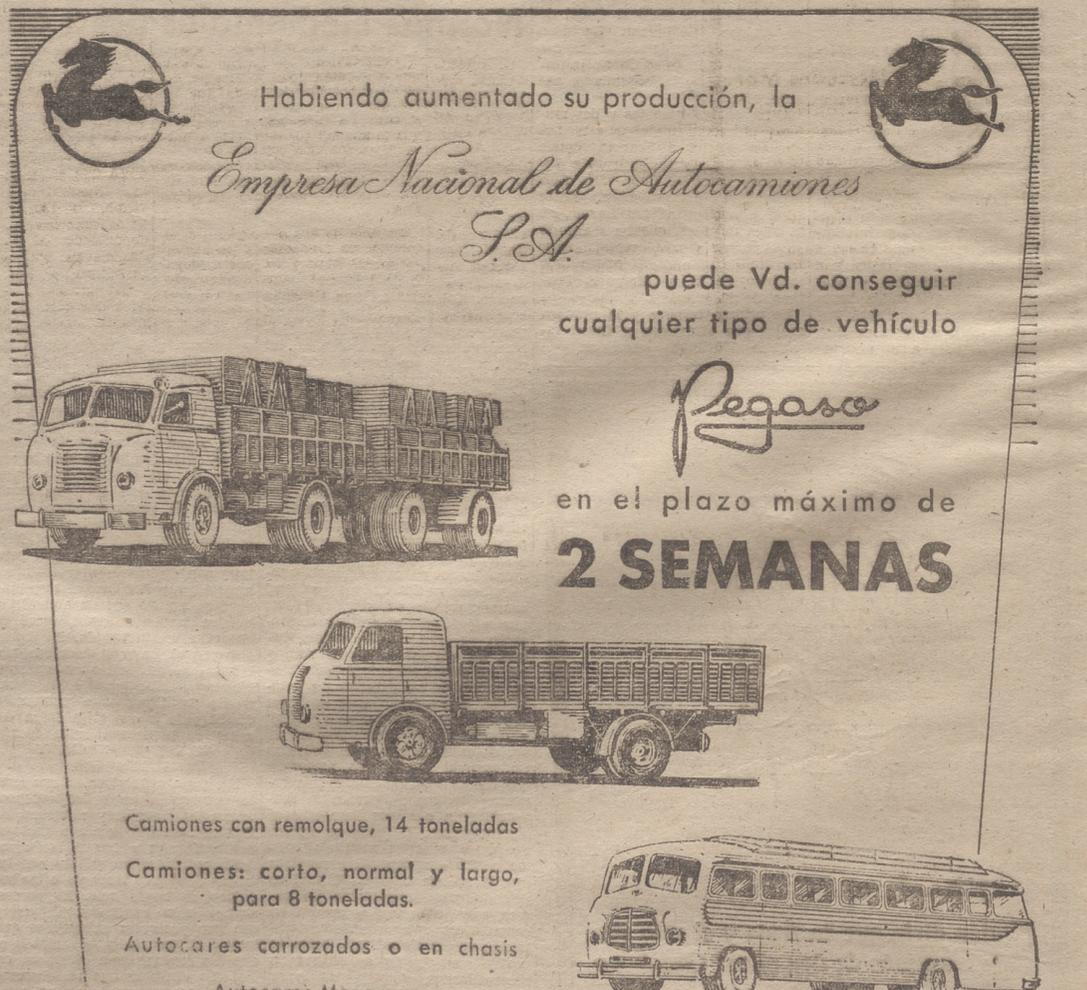 Habiendo aumentado su producción, la
Empresa Nacional de Autocamiones
S. A.
puede Vd. conseguir
cualquier tipo de vehículo
Pegaso
en el plazo máximo de
2 SEMANAS
Camiones con remolque, 14 toneladas
Camiones: corto, normal y largo,
para 8 toneladas.
Autocares carrozados o en chasis